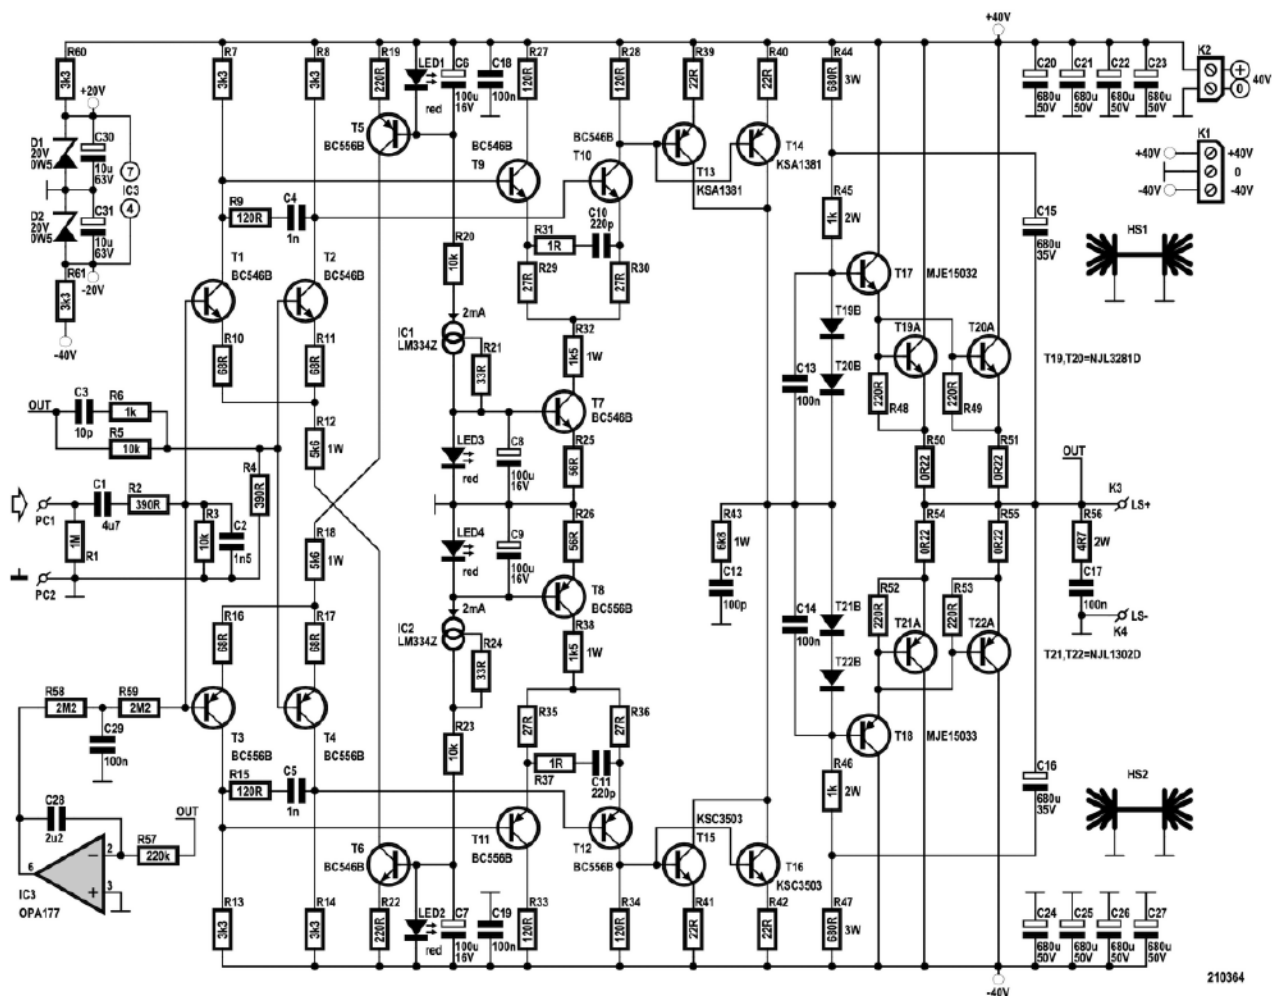 +40V
R60
3k3
+20V
D1
20V
0W5
C30
10u
63V
7
IC3
4
D2
20V
0W5
C31
10u
63V
-20V
R61
3k3
-40V
R7
3k3
R8
3k3
R19
220R
LED1
red
C6
100u
16V
C18
100n
R27
120R
R28
120R
R39
22R
R40
22R
R44
680R
3W
C20
680u
50V
C21
680u
50V
C22
680u
50V
C23
680u
50V
K2
+
0
40V
K1
+40V
+40V
0
-40V
-40V
T5
BC556B
BC546B
T9
BC546B
T10
T13
KSA1381
T14
KSA1381
R9
120R
C4
1n
R20
10k
R31
1R
C10
220p
R29
27R
R30
27R
R45
1k
2W
C15
680u
35V
HS1
T1
BC546B
T2
BC546B
R10
68R
R11
68R
2mA
IC1
LM334Z
R21
33R
R32
1k5
1W
T17
MJE15032
T19B
T20B
T19A
T20A
T19,T20=NJL3281D
C13
100n
220R
R48
220R
R49
OUT
C3
10p
R6
1k
R5
10k
R12
5k6
1W
R4
390R
T7
BC546B
LED3
red
C8
100u
16V
R25
56R
R50
0R22
R51
0R22
OUT
K3
LS+
PC1
C1
4u7
R2
390R
R1
1M
R3
10k
C2
1n5
PC2
R18
5k6
1W
LED4
red
C9
100u
16V
R26
56R
T8
BC556B
R43
6k8
1W
C12
100p
R54
0R22
R55
0R22
R56
4R7
2W
C17
100n
LS-
K4
R16
68R
R17
68R
2mA
IC2
LM334Z
R24
33R
R38
1k5
1W
C14
100n
T21B
T22B
R52
220R
R53
220R
T21A
T22A
T21,T22=NJL1302D
R58
2M2
R59
2M2
C29
100n
T3
BC556B
T4
BC556B
R23
10k
R35
27R
R36
27R
R37
1R
C11
220p
T18
MJE15033
R46
1k
2W
C16
680u
35V
HS2
R15
120R
C5
1n
C28
2u2
OUT
R57
220k
2
6
3
IC3
OPA177
T6
BC546B
T11
BC556B
T12
BC556B
KSC3503
T15
T16
KSC3503
R13
3k3
R14
3k3
R22
220R
LED2
red
C7
100u
16V
C19
100n
R33
120R
R34
120R
R41
22R
R42
22R
R47
680R
3W
C24
680u
50V
C25
680u
50V
C26
680u
50V
C27
680u
50V
-40V
210364